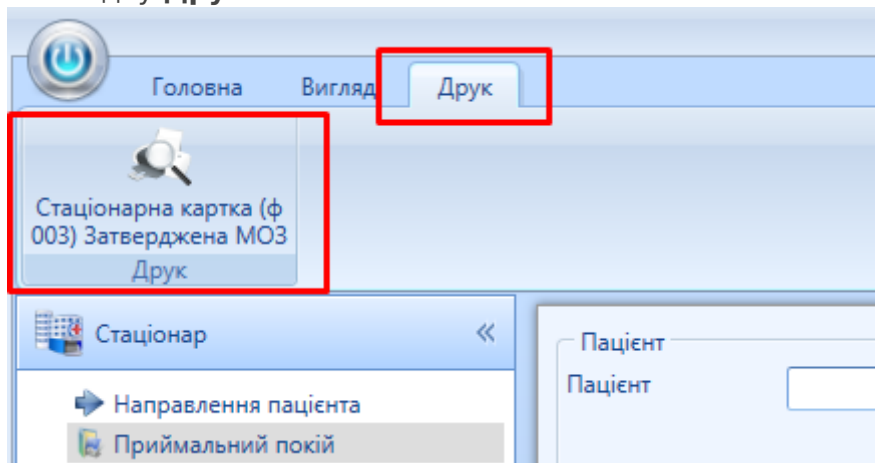 Головна Вигляд Друк
Стаціонарна картка (ф
003) Затверджена МОЗ
Друк
Стаціонар
Направлення пацієнта
Приймальний покій
Пацієнт
Пацієнт